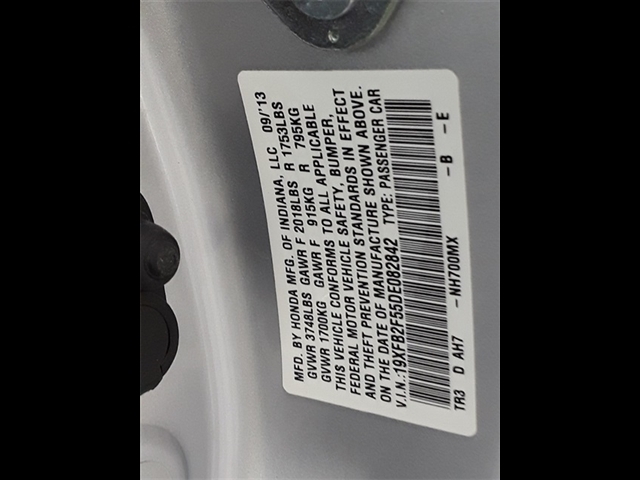 MFD. BY HONDA MFG. OF INDIANA, LLC 09/'13
GVWR 3748LBS GAWR F 2018LBS R 1753LBS
GVWR 1700KG GAWR F 915KG R 795KG
THIS VEHICLE CONFORMS TO ALL APPLICABLE
FEDERAL MOTOR VEHICLE SAFETY, BUMPER,
AND THEFT PREVENTION STANDARDS IN EFFECT
ON THE DATE OF MANUFACTURE SHOWN ABOVE.
V.I.N.:19XFB2F55DE082842 TYPE: PASSENGER CAR
TR3 D AH7 -NH700MX -B -E